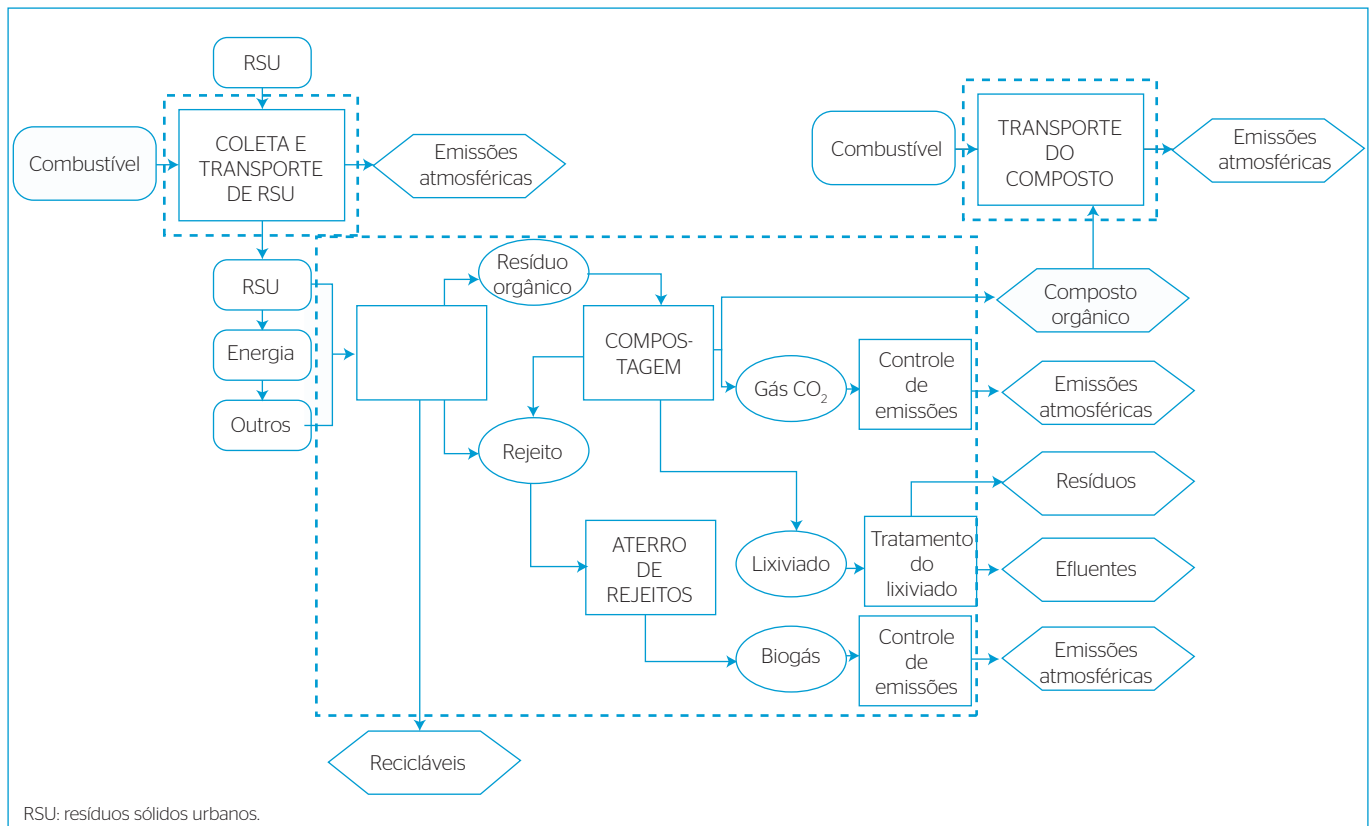 RSU
Combustível
COLETA E
TRANSPORTE
DE RSU
Emissões
atmosféricas
Combustível
TRANSPORTE
DO
COMPOSTO
Emissões
atmosféricas
RSU
Energia
Outros
Resíduo
orgânico
COMPOS-
TAGEM
Rejeito
Gás CO₂
Controle
de
emissões
Composto
orgânico
Emissões
atmosféricas
ATERRO
DE
REJEITOS
Lixiviado
Tratamento
do
lixiviado
Resíduos
Efluentes
Biogás
Controle
de
emissões
Emissões
atmosféricas
Recicláveis
RSU: resíduos sólidos urbanos.